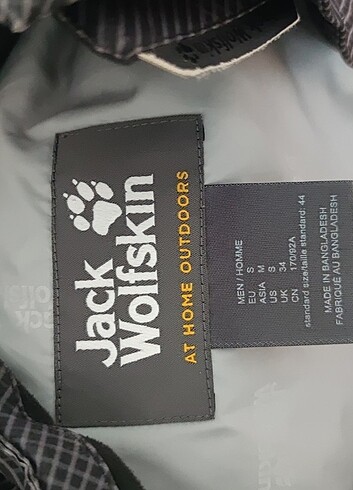 Jack
Wolfskin
AT HOME OUTDOORS
MEN / HOMME
EU S
ASIA M
US S
UK 34
CN 170/92A
standard size/taille standard: 44
MADE IN BANGLADESH
FABRIQUÉ AU BANGLADESH